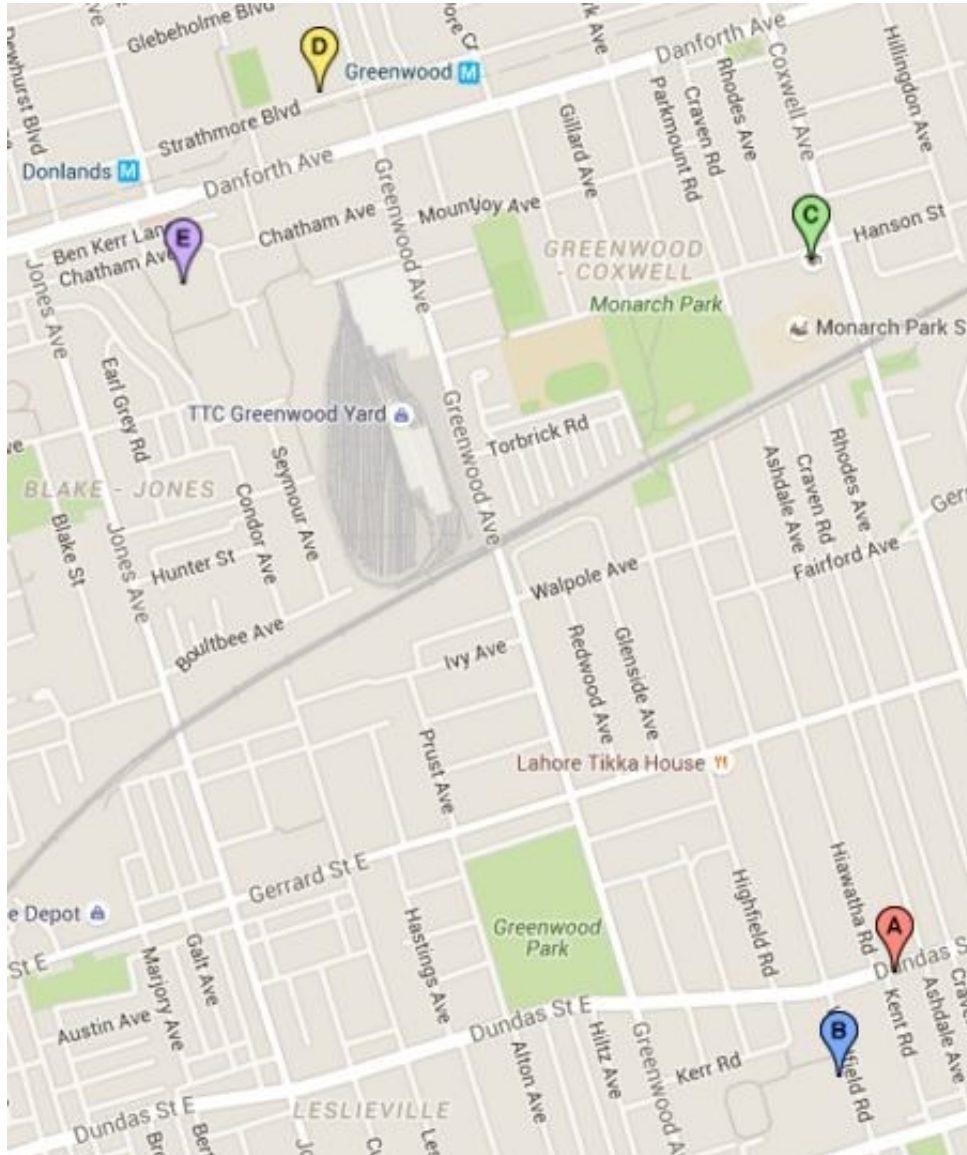 Glebeholme Blvd
Dewhurst Blvd
D
Greenwood M
Strathmore Blvd
Danforth Ave
Coxwell Ave
Hillingdon Ave
Rhodes Ave
Craven Rd
Parkmount Rd
Gillard Ave
Donlands M
Danforth Ave
Greenwood Ave
Mountjoy Ave
Chatham Ave
C
Hanson St
E
Chatham Ave
Jones Ave
GREENWOOD
- COXWELL
Monarch Park
Monarch Park S
Earl Grey Rd
TTC Greenwood Yard
Greenwood Ave
Torbrick Rd
Seymour Ave
Condor Ave
BLAKE - JONES
Blake St
Jones Ave
Hunter St
Ashdale Ave
Craven Rd
Rhodes Ave
Fairford Ave
Walpole Ave
Boultbee Ave
Ivy Ave
Redwood Ave
Glenside Ave
Prust Ave
Lahore Tikka House
Gerrard St E
e Depot
St E
Galt Ave
Marjory Ave
Austin Ave
Hastings Ave
Greenwood
Park
Highfield Rd
Hiawatha Rd
A
Dundas S
Kent Rd
Ashdale Ave
Dundas St E
B
Kerr Rd
Hiltz Ave
Alton Ave
Greenwood A
LESLIEVILLE
Dundas St E